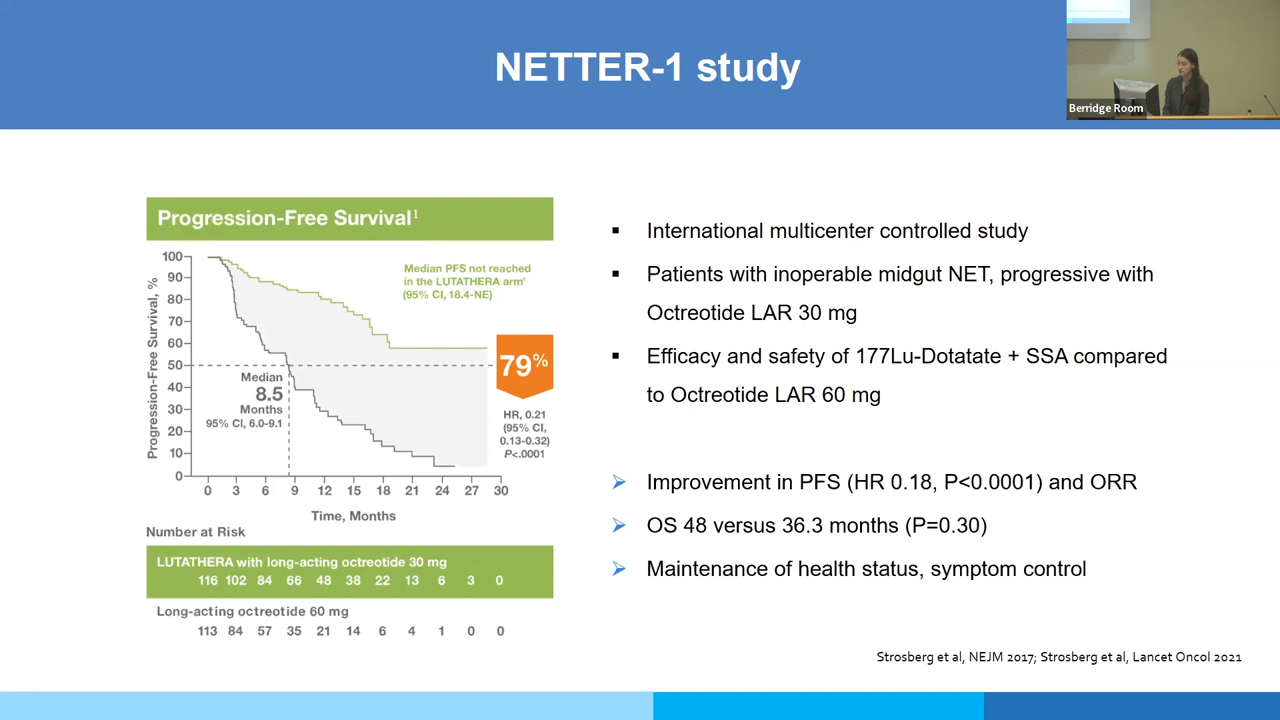 NETTER-1 study
Berridge Room
Progression-Free Survival¹
Progression-Free Survival, %
100
90
80
70
60
50
40
30
20
10
0
Median PFS not reached
in the LUTATHERA arm
(95% CI, 18.4-NE)
79%
HR, 0.21
(95% CI,
0.13-0.32)
P<.0001
Median
8.5
Months
95% CI, 6.0-9.1
0 3 6 9 12 15 18 21 24 27 30
Time, Months
Number at Risk
LUTATHERA with long-acting octreotide 30 mg
116 102 84 66 48 38 22 13 6 3 0
Long-acting octreotide 60 mg
113 84 57 35 21 14 6 4 1 0 0
▪ International multicenter controlled study
▪ Patients with inoperable midgut NET, progressive with
Octreotide LAR 30 mg
▪ Efficacy and safety of 177Lu-Dotatate + SSA compared
to Octreotide LAR 60 mg
➢ Improvement in PFS (HR 0.18, P<0.0001) and ORR
➢ OS 48 versus 36.3 months (P=0.30)
➢ Maintenance of health status, symptom control
Strosberg et al, NEJM 2017; Strosberg et al, Lancet Oncol 2021